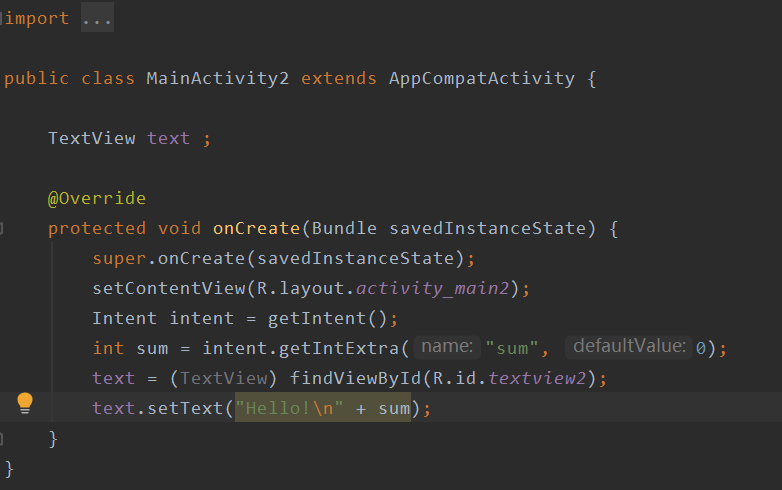 import ...
public class MainActivity2 extends AppCompatActivity {
TextView text ;
@Override
protected void onCreate(Bundle savedInstanceState) {
super.onCreate(savedInstanceState);
setContentView(R.layout.activity_main2);
Intent intent = getIntent();
int sum = intent.getIntExtra( name: "sum", defaultValue: 0);
text = (TextView) findViewById(R.id.textview2);
text.setText("Hello!\n" + sum);
}
}